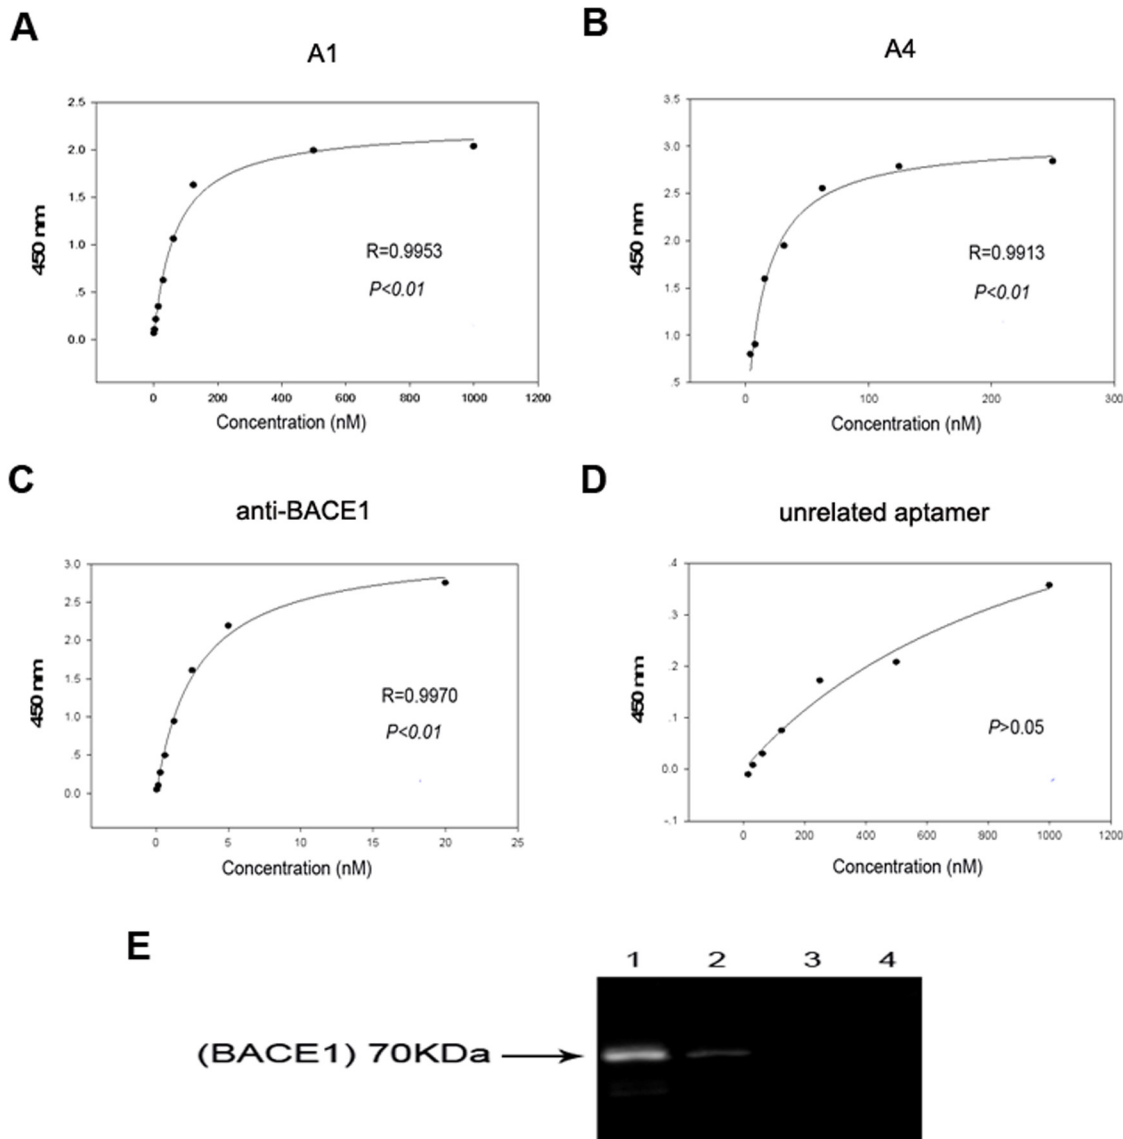 A
A1
2.5
2.0
1.5
1.0
.5
0.0
450 nm
R=0.9953
P<0.01
0 200 400 600 800 1000 1200
Concentration (nM)
B
A4
3.5
3.0
2.5
2.0
1.5
1.0
.5
450 nm
R=0.9913
P<0.01
0 100 200 300
Concentration (nM)
C
anti-BACE1
3.0
2.5
2.0
1.5
1.0
.5
0.0
450 nm
R=0.9970
P<0.01
0 5 10 15 20 25
Concentration (nM)
D
unrelated aptamer
.4
.3
.2
.1
0.0
-.1
450 nm
P>0.05
0 200 400 600 800 1000 1200
Concentration (nM)
E
1 2 3 4
(BACE1) 70KDa